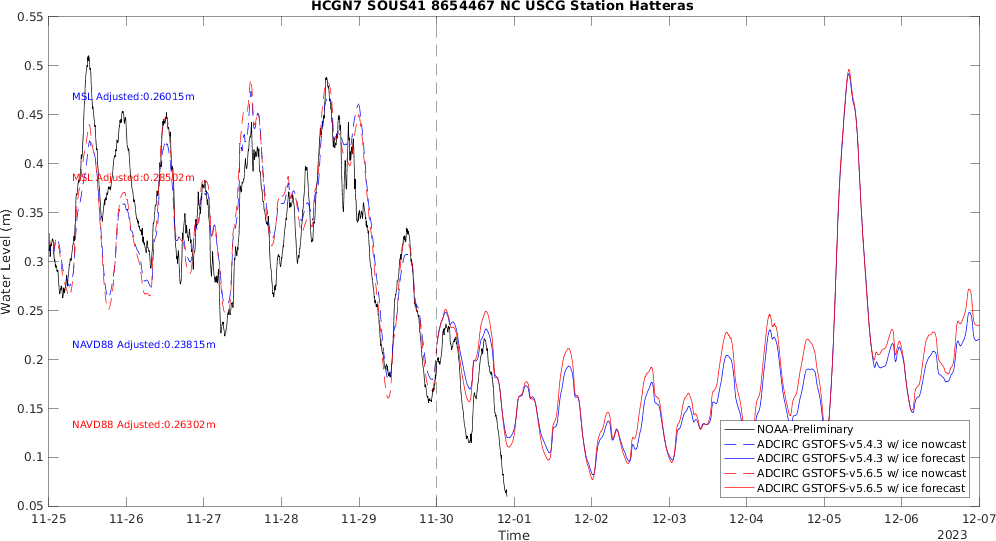 HCGN7 SOUS41 8654467 NC USCG Station Hatteras
0.55
0.5
0.45
0.4
0.35
0.3
0.25
0.2
0.15
0.1
0.05
Water Level (m)
MSL Adjusted:0.26015m
MSL Adjusted:0.28502m
NAVD88 Adjusted:0.23815m
NAVD88 Adjusted:0.26302m
NOAA-Preliminary
ADCIRC GSTOFS-v5.4.3 w/ ice nowcast
ADCIRC GSTOFS-v5.4.3 w/ ice forecast
ADCIRC GSTOFS-v5.6.5 w/ ice nowcast
ADCIRC GSTOFS-v5.6.5 w/ ice forecast
11-25 11-26 11-27 11-28 11-29 11-30 12-01 12-02 12-03 12-04 12-05 12-06 12-07
Time
2023